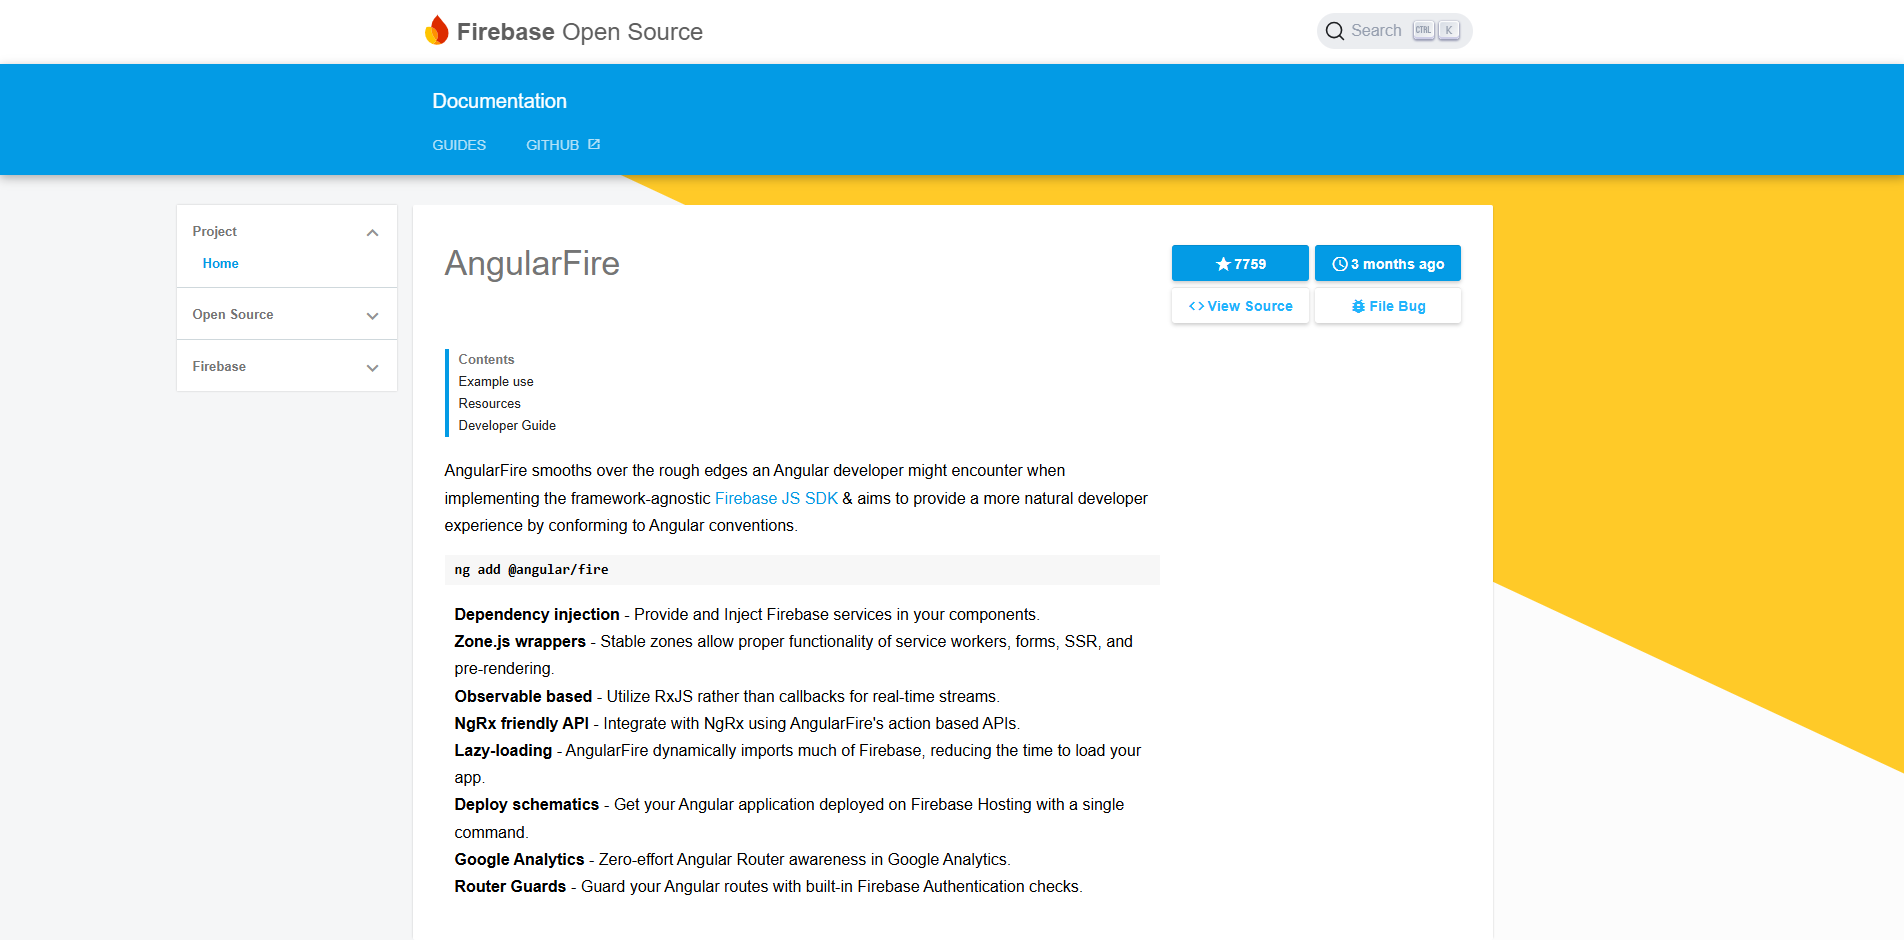 Firebase Open Source
Search CTRL K
Documentation
GUIDES GITHUB
Project
Home
Open Source
Firebase
AngularFire
7759
3 months ago
View Source
File Bug
Contents
Example use
Resources
Developer Guide
AngularFire smooths over the rough edges an Angular developer might encounter when
implementing the framework-agnostic Firebase JS SDK & aims to provide a more natural developer
experience by conforming to Angular conventions.
ng add @angular/fire
Dependency injection - Provide and Inject Firebase services in your components.
Zone.js wrappers - Stable zones allow proper functionality of service workers, forms, SSR, and
pre-rendering.
Observable based - Utilize RxJS rather than callbacks for real-time streams.
NgRx friendly API - Integrate with NgRx using AngularFire's action based APIs.
Lazy-loading - AngularFire dynamically imports much of Firebase, reducing the time to load your
app.
Deploy schematics - Get your Angular application deployed on Firebase Hosting with a single
command.
Google Analytics - Zero-effort Angular Router awareness in Google Analytics.
Router Guards - Guard your Angular routes with built-in Firebase Authentication checks.